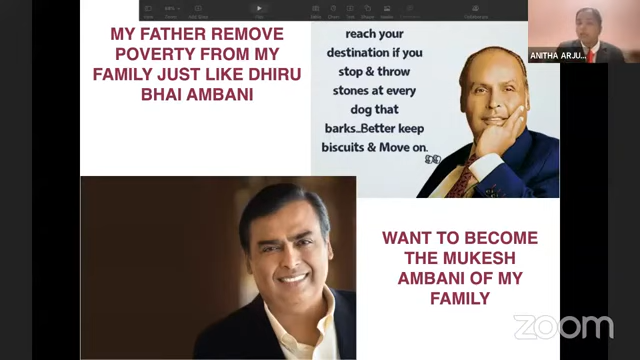 MY FATHER REMOVE
POVERTY FROM MY
FAMILY JUST LIKE DHIRU
BHAI AMBANI
reach your
destination if you
stop & throw
stones at every
dog that
barks..Better keep
biscuits & Move on.
ANITHA ARJU...
WANT TO BECOME
THE MUKESH
AMBANI OF MY
FAMILY
zoom